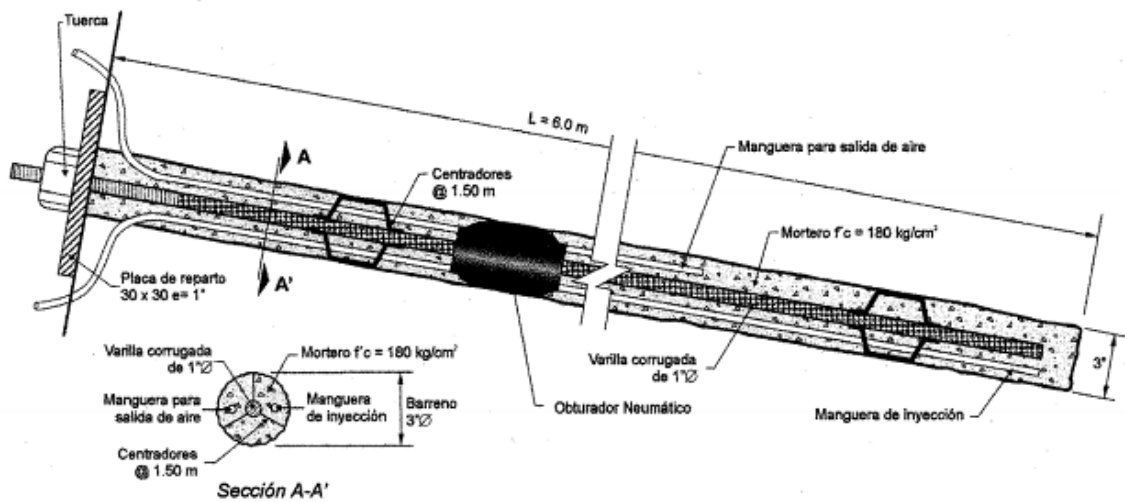 Tuerca
L = 6.0 m
A
Manguera para salida de aire
Centradores
@ 1.50 m
Mortero f'c = 180 kg/cm²
A'
Placa de reparto
30 x 30 e= 1"
Varilla corrugada
de 1"Ø
Mortero f'c = 180 kg/cm²
Manguera para
salida de aire
Manguera
de inyección
Barreno
3"Ø
Centradores
@ 1.50 m
Sección A-A'
Obturador Neumático
Varilla corrugada
de 1"Ø
Manguera de inyección
3"